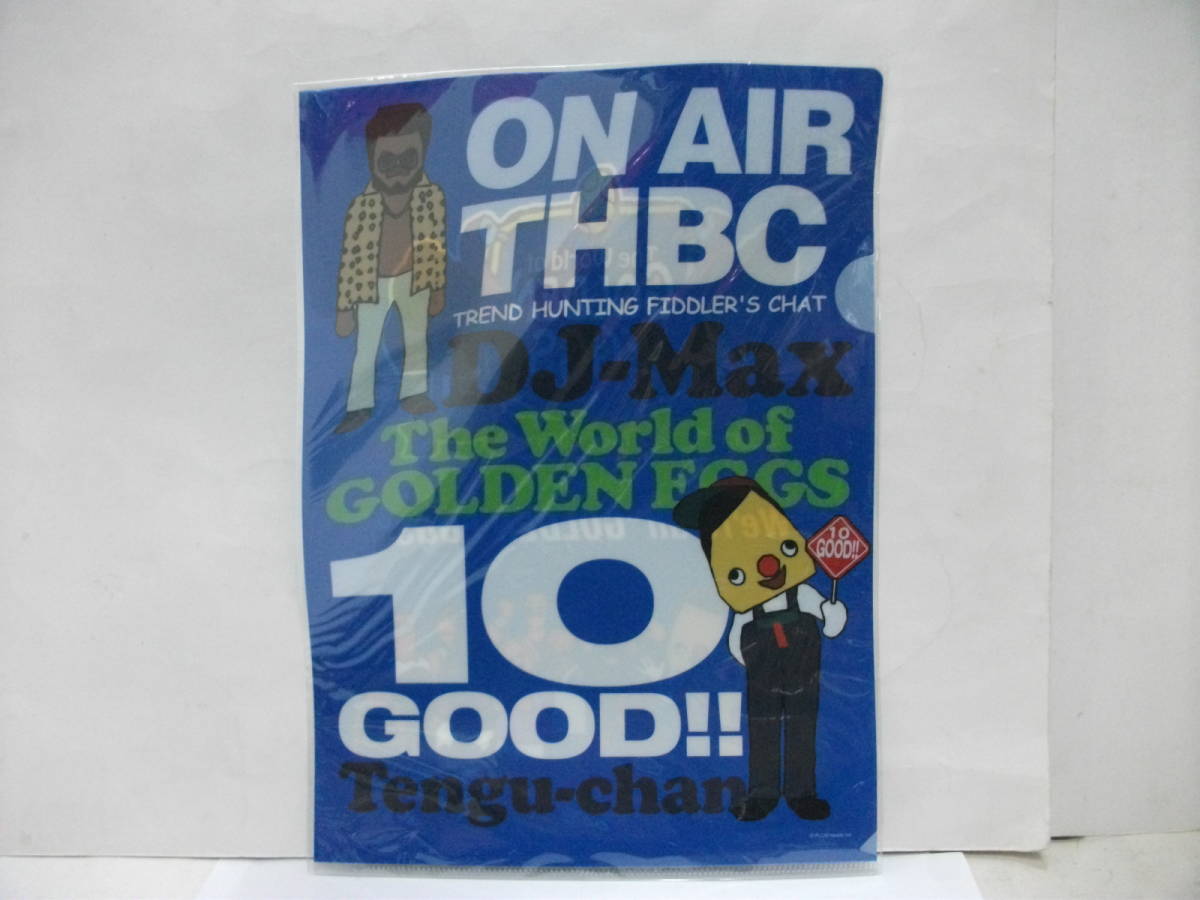 ON AIR
THBC
TREND HUNTING FIDDLER'S CHAT
DJ-Max
The World of
GOLDEN EGGS
10
GOOD!!
10
GOOD!!
Tengu-chan